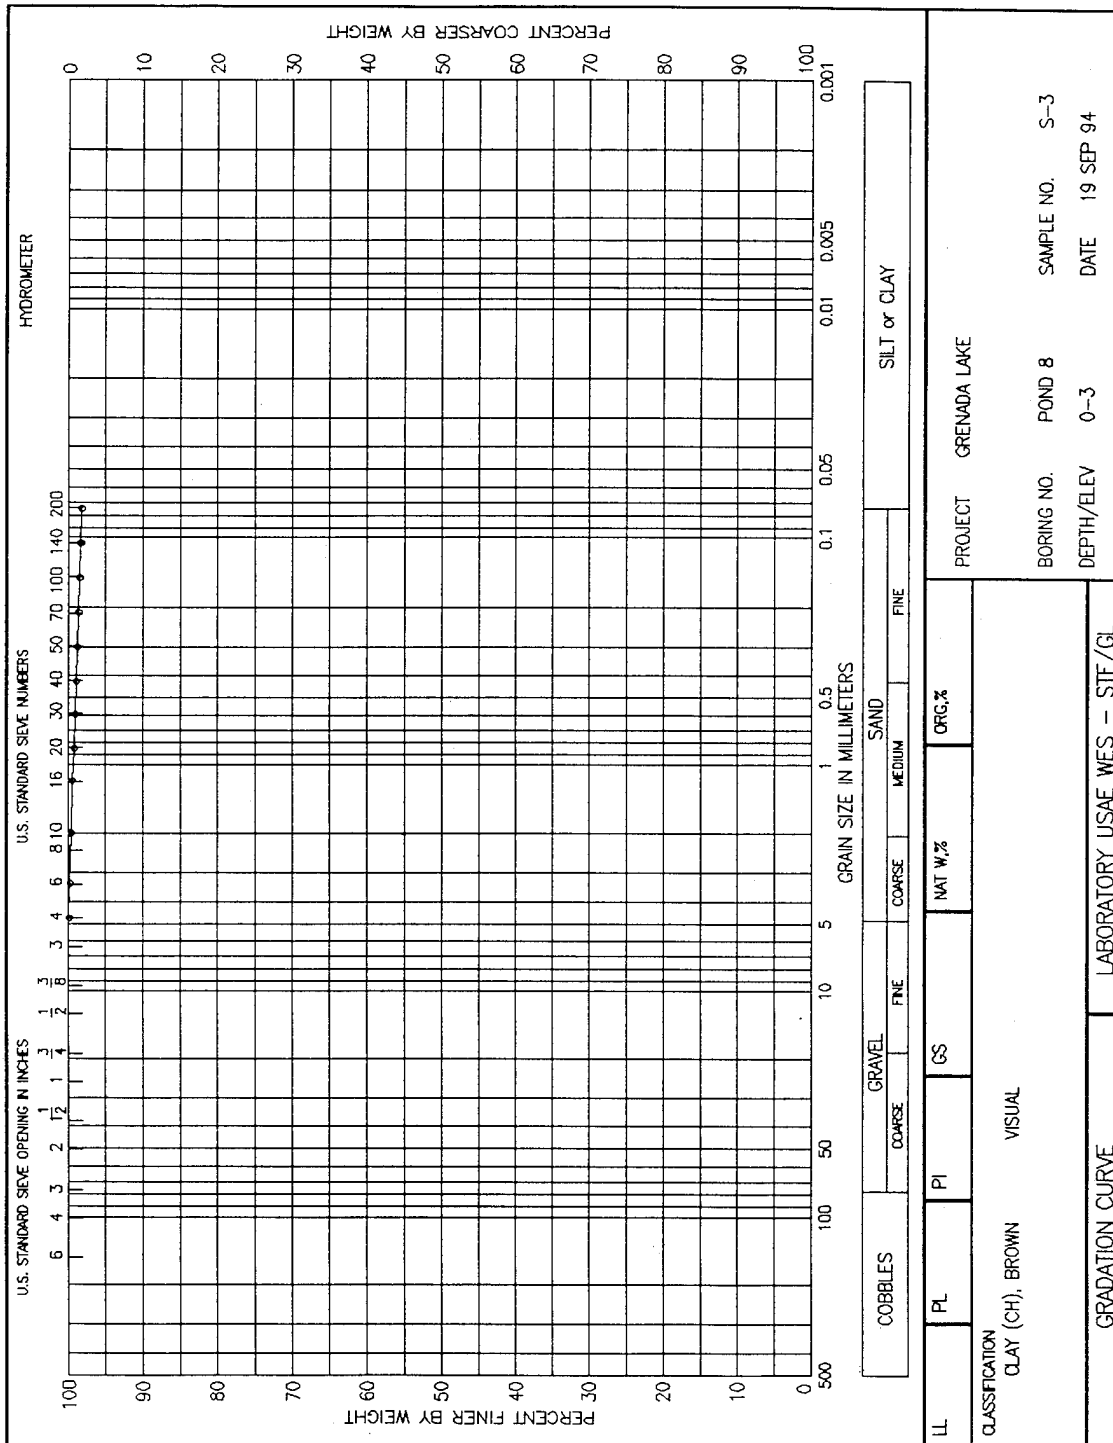 U.S. STANDARD SIEVE OPENING IN INCHES
U.S. STANDARD SIEVE NUMBERS
HYDROMETER
6 4 3 2 1 1/2 1 3/4 1/2 3/8 3 4 6 8 10 16 20 30 40 50 70 100 140 200
PERCENT FINER BY WEIGHT
100
90
80
70
60
50
40
30
20
10
0
PERCENT COARSER BY WEIGHT
0
10
20
30
40
50
60
70
80
90
100
500 100 50 10 5 1 0.5 0.1 0.05 0.01 0.005 0.001
GRAIN SIZE IN MILLIMETERS
COBBLES GRAVEL SAND SILT or CLAY
COARSE FINE COARSE MEDIUM FINE
LL PL PI GS NAT W,% ORG,%
CLASSIFICATION
CLAY (CH), BROWN VISUAL
PROJECT GRENADA LAKE
BORING NO. POND 8 SAMPLE NO. S-3
DEPTH/ELEV 0-3 DATE 19 SEP 94
GRADATION CURVE LABORATORY USAE WES - STF/GL